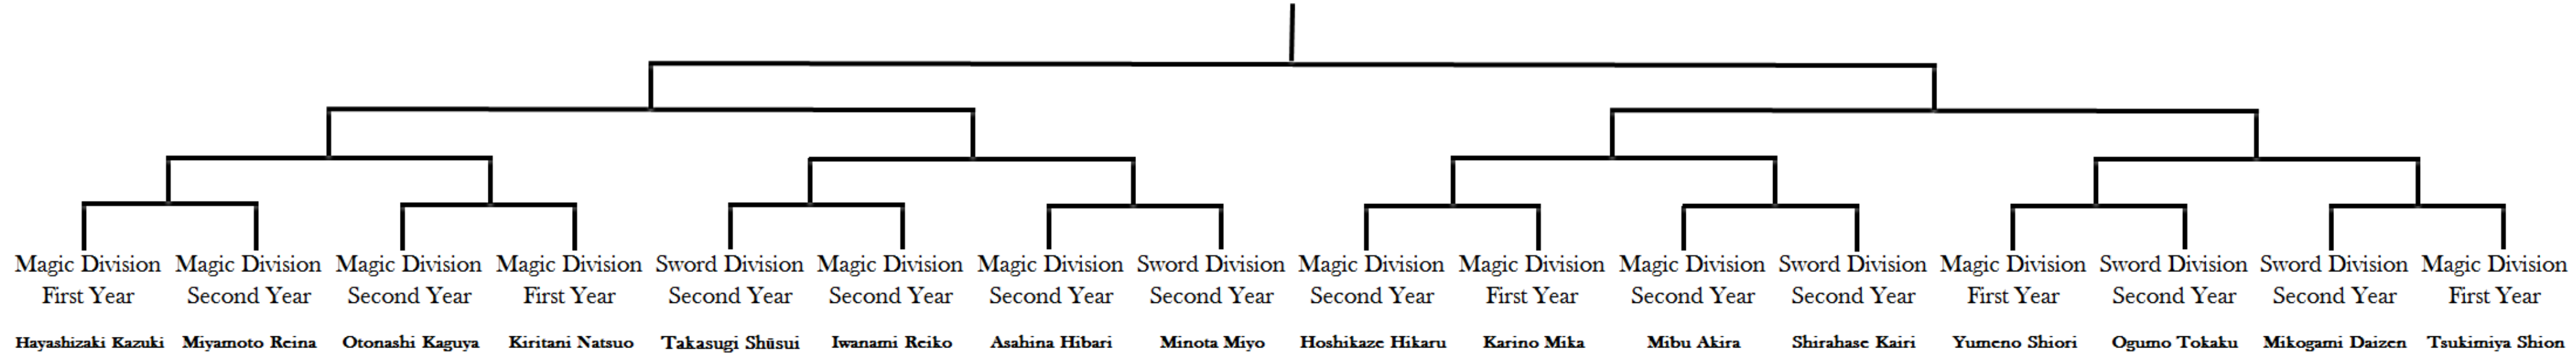 Magic Division Magic Division Magic Division Magic Division Sword Division Magic Division Magic Division Sword Division Magic Division Magic Division Magic Division Sword Division Magic Division Sword Division Sword Division Magic Division
First Year Second Year Second Year First Year Second Year Second Year Second Year Second Year Second Year First Year Second Year Second Year First Year Second Year Second Year First Year
Hayashizaki Kazuki Miyamoto Reina Otonashi Kaguya Kiritani Natsuo Takasugi Shūsui Iwanami Reiko Asahina Hibari Minota Miyo Hoshikaze Hikaru Karino Mika Mibu Akira Shirahase Kairi Yumeno Shiori Ogumo Tokaku Mikogami Daizen Tsukimiya Shion